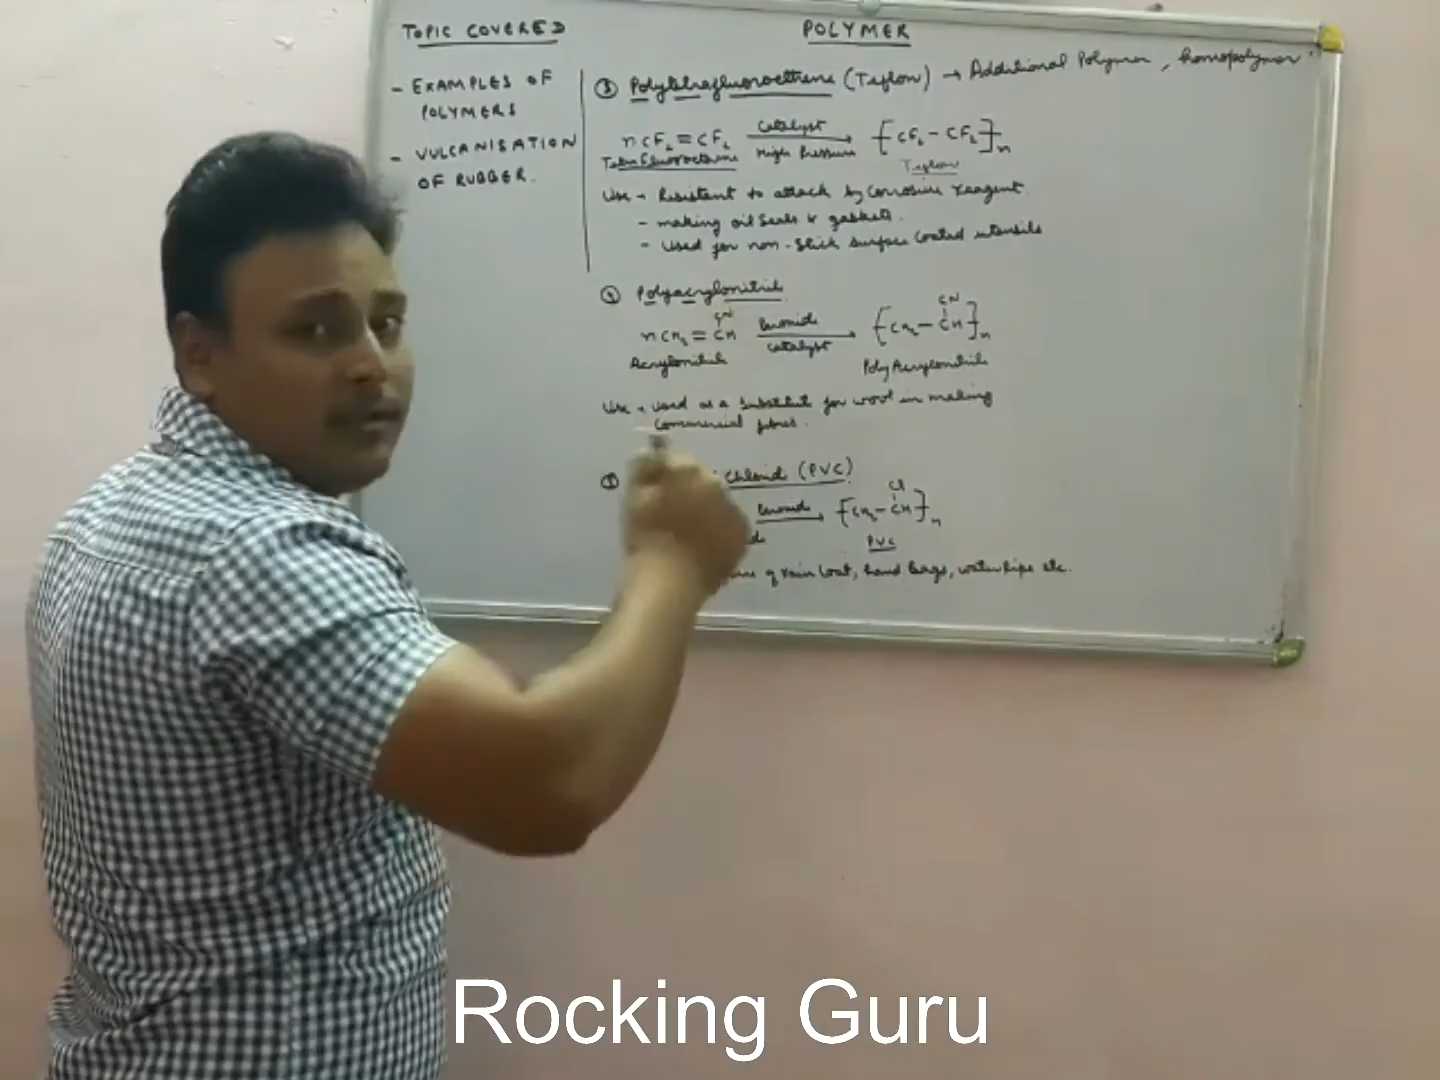 TOPIC COVERED
- EXAMPLES OF
POLYMERS
- VULCANISATION
OF RUBBER.
POLYMER
③ Polytetrafluoroethene (Teflon) → Additional Polymer, homopolymer.
n CF₂ = CF₂ Catalyst → [CF₂ - CF₂]n
Tetrafluoroethene High Pressure Teflon
Use → Resistant to attack by corrosive reagent.
- making oil seals & gaskets.
- Used for non-stick surface coated utensils
④ Polyacrylonitrile
CN CN
n CH₂ = CH Peroxide → [CH₂ - CH]n
Catalyst
Acrylonitrile PolyAcrylonitrile
Use → Used as a substitute for wool in making
commercial fibres.
Chloride (PVC)
Cl
Peroxide → [CH₂ - CH]n
PVC
of rain coat, hand bags, water pipe etc.
Rocking Guru